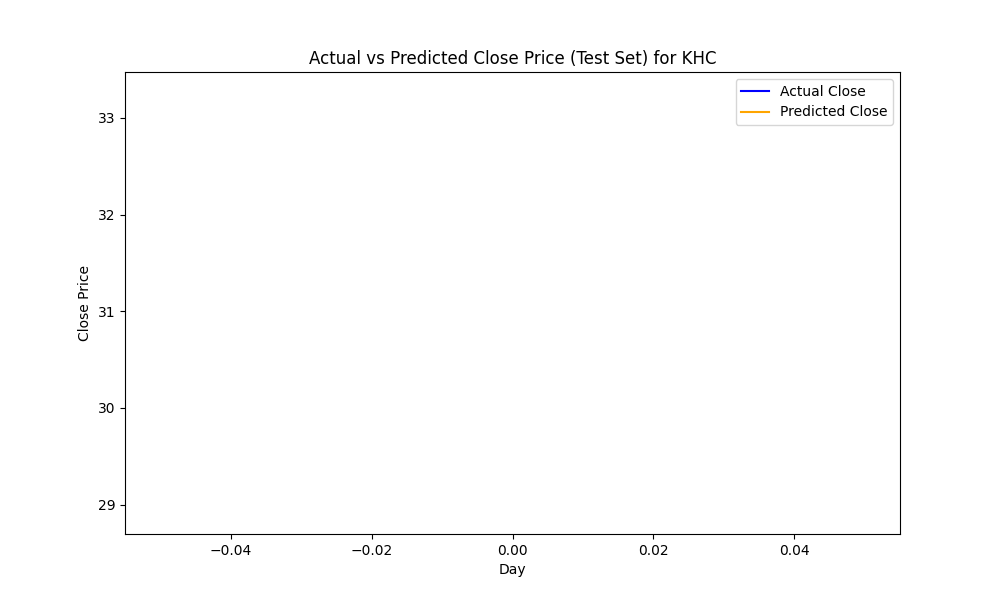 Actual vs Predicted Close Price (Test Set) for KHC
Actual Close
Predicted Close
33
32
31
30
29
Close Price
−0.04
−0.02
0.00
0.02
0.04
Day